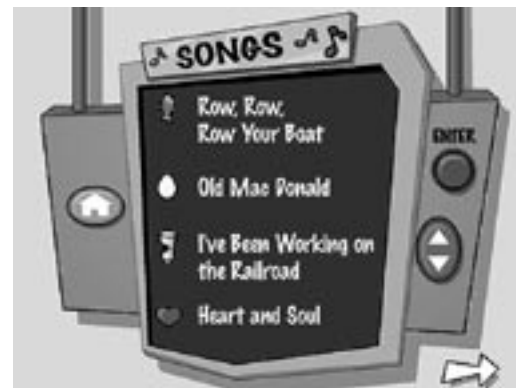 SONGS
Row, Row,
Row Your Boat
Old Mac Donald
I've Been Working on
the Railroad
Heart and Soul
ENTER